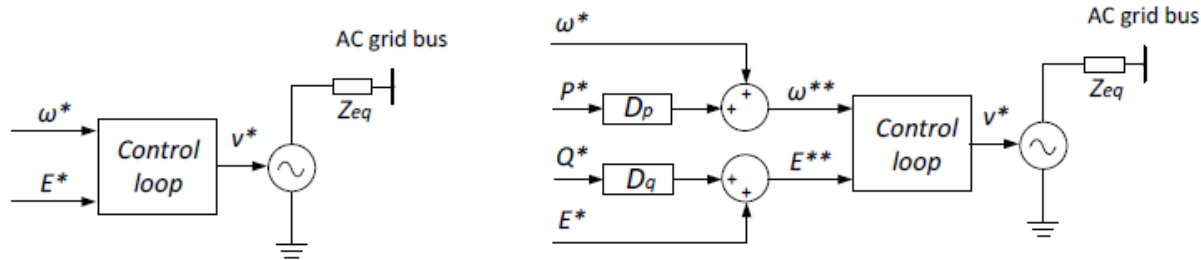 AC grid bus
Zeq
ω*
E*
Control
loop
v*
AC grid bus
Zeq
ω*
P*
Dp
+
+
ω**
Q*
Dq
+
+
E**
E*
Control
loop
v*